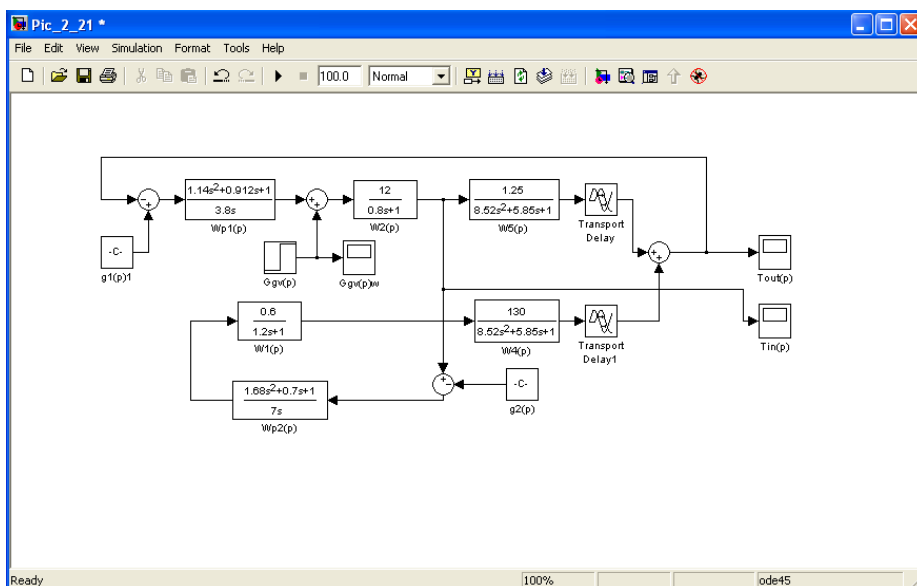 Pic_2_21 *
File Edit View Simulation Format Tools Help
100.0 Normal
1.14s²+0.912s+1
3.8s
Wp1(p)
12
0.8s+1
W2(p)
1.25
8.52s²+5.85s+1
W5(p)
Transport
Delay
-C-
g1(p)1
Ggv(p)
Ggv(p)w
Tout(p)
0.6
1.2s+1
W1(p)
130
8.52s²+5.85s+1
W4(p)
Transport
Delay1
Tin(p)
1.68s²+0.7s+1
7s
Wp2(p)
-C-
g2(p)
Ready 100% ode45